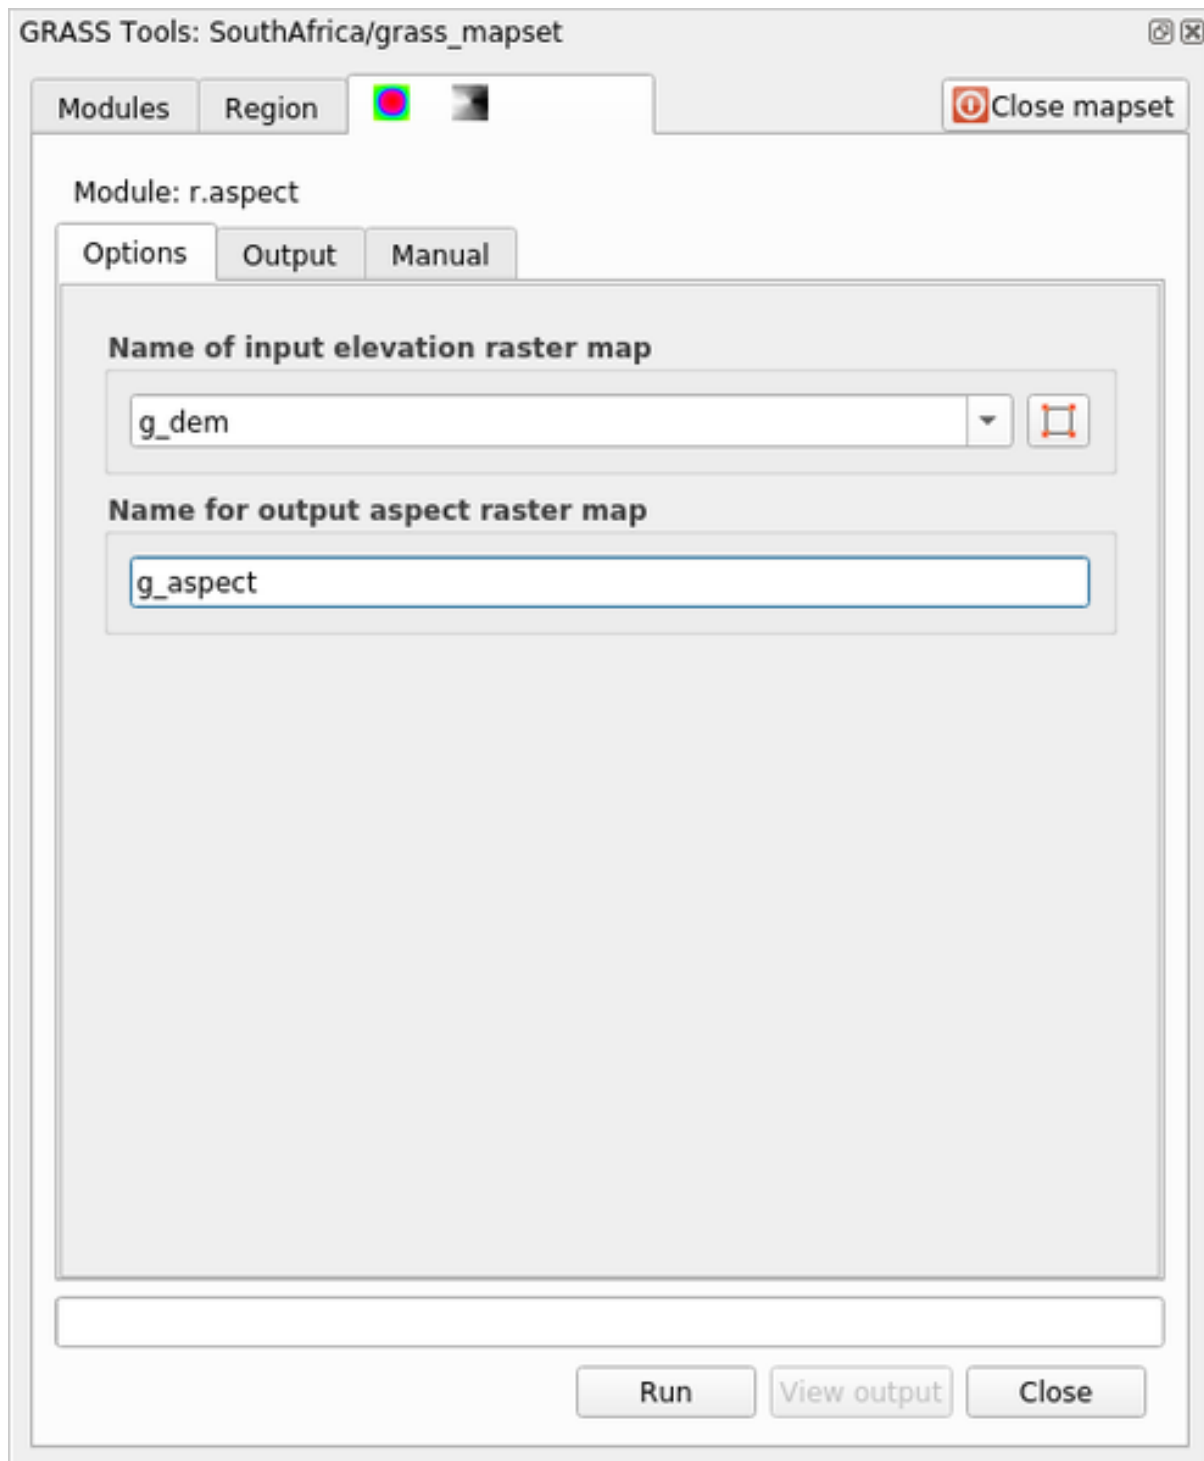 GRASS Tools: SouthAfrica/grass_mapset
Modules Region Close mapset
Module: r.aspect
Options Output Manual
Name of input elevation raster map
g_dem
Name for output aspect raster map
g_aspect
Run View output Close